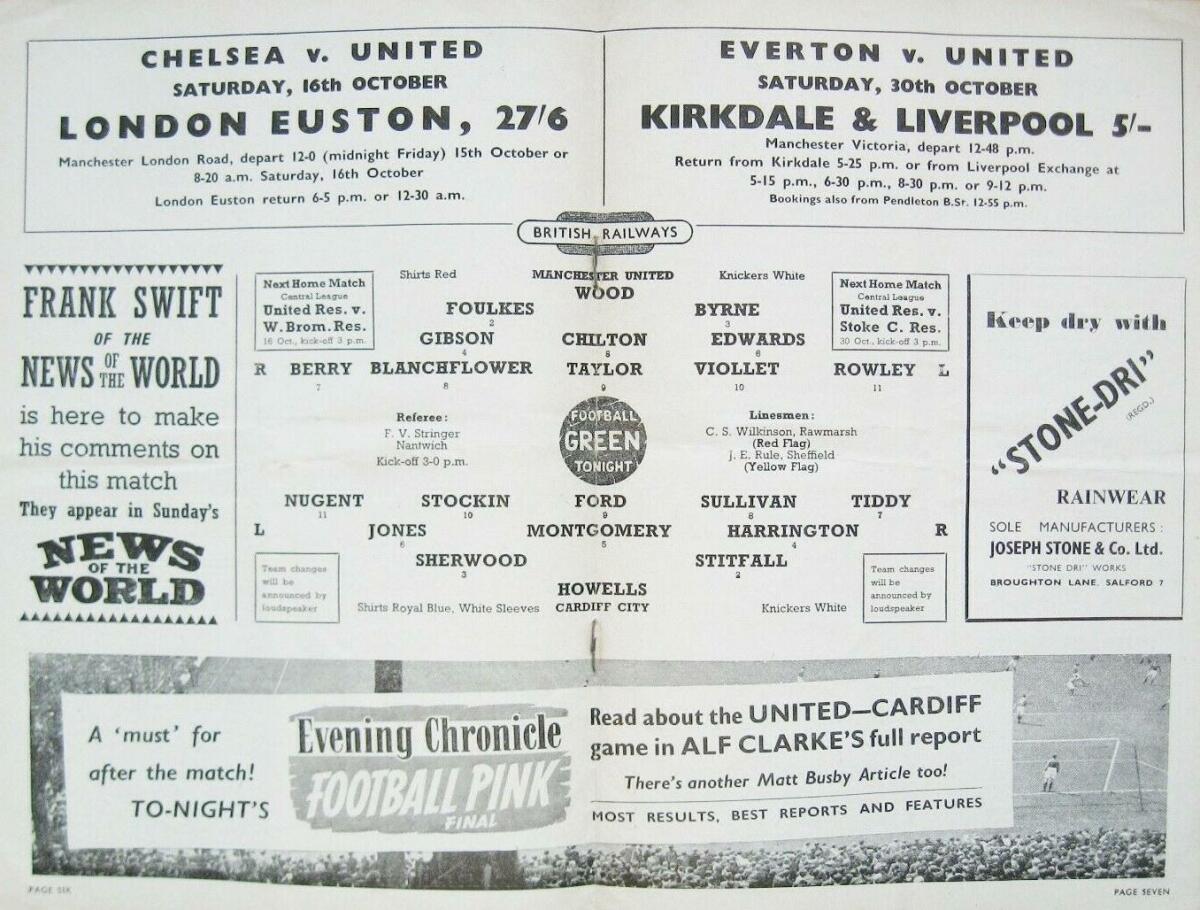 CHELSEA v. UNITED
SATURDAY, 16th OCTOBER
LONDON EUSTON, 27/6
Manchester London Road, depart 12-0 (midnight Friday) 15th October or
8-20 a.m. Saturday, 16th October
London Euston return 6-5 p.m. or 12-30 a.m.
EVERTON v. UNITED
SATURDAY, 30th OCTOBER
KIRKDALE & LIVERPOOL 5/-
Manchester Victoria, depart 12-48 p.m.
Return from Kirkdale 5-25 p.m. or from Liverpool Exchange at
5-15 p.m., 6-30 p.m., 8-30 p.m. or 9-12 p.m.
Bookings also from Pendleton B.St. 12-55 p.m.
BRITISH RAILWAYS
FRANK SWIFT
OF THE
NEWS OF THE WORLD
is here to make
his comments on
this match
They appear in Sunday's
NEWS
OF THE
WORLD
Next Home Match
Central League
United Res. v.
W. Brom. Res.
16 Oct., kick-off 3 p.m.
Shirts Red
MANCHESTER UNITED
Knickers White
WOOD
Next Home Match
Central League
United Res. v.
Stoke C. Res.
30 Oct., kick-off 3 p.m.
FOULKES BYRNE
2 3
GIBSON CHILTON EDWARDS
4 5 6
R BERRY BLANCHFLOWER TAYLOR VIOLLET ROWLEY L
7 8 9 10 11
Referee:
F. V. Stringer
Nantwich
Kick-off 3-0 p.m.
FOOTBALL
GREEN
TONIGHT
Linesmen:
C. S. Wilkinson, Rawmarsh
(Red Flag)
J. E. Rule, Sheffield
(Yellow Flag)
NUGENT STOCKIN FORD SULLIVAN TIDDY
11 10 9 8 7
L JONES MONTGOMERY HARRINGTON R
6 5 4
SHERWOOD STITFALL
3 2
HOWELLS
Team changes
will be
announced by
loudspeaker
Shirts Royal Blue, White Sleeves
CARDIFF CITY
Knickers White
Team changes
will be
announced by
loudspeaker
Keep dry with
"STONE-DRI"
(REGD.)
RAINWEAR
SOLE MANUFACTURERS:
JOSEPH STONE & Co. Ltd.
"STONE DRI" WORKS
BROUGHTON LANE, SALFORD 7
A 'must' for
after the match!
TO-NIGHT'S
Evening Chronicle
FOOTBALL PINK
FINAL
Read about the UNITED—CARDIFF
game in ALF CLARKE'S full report
There's another Matt Busby Article too!
MOST RESULTS, BEST REPORTS AND FEATURES
PAGE SIX
PAGE SEVEN